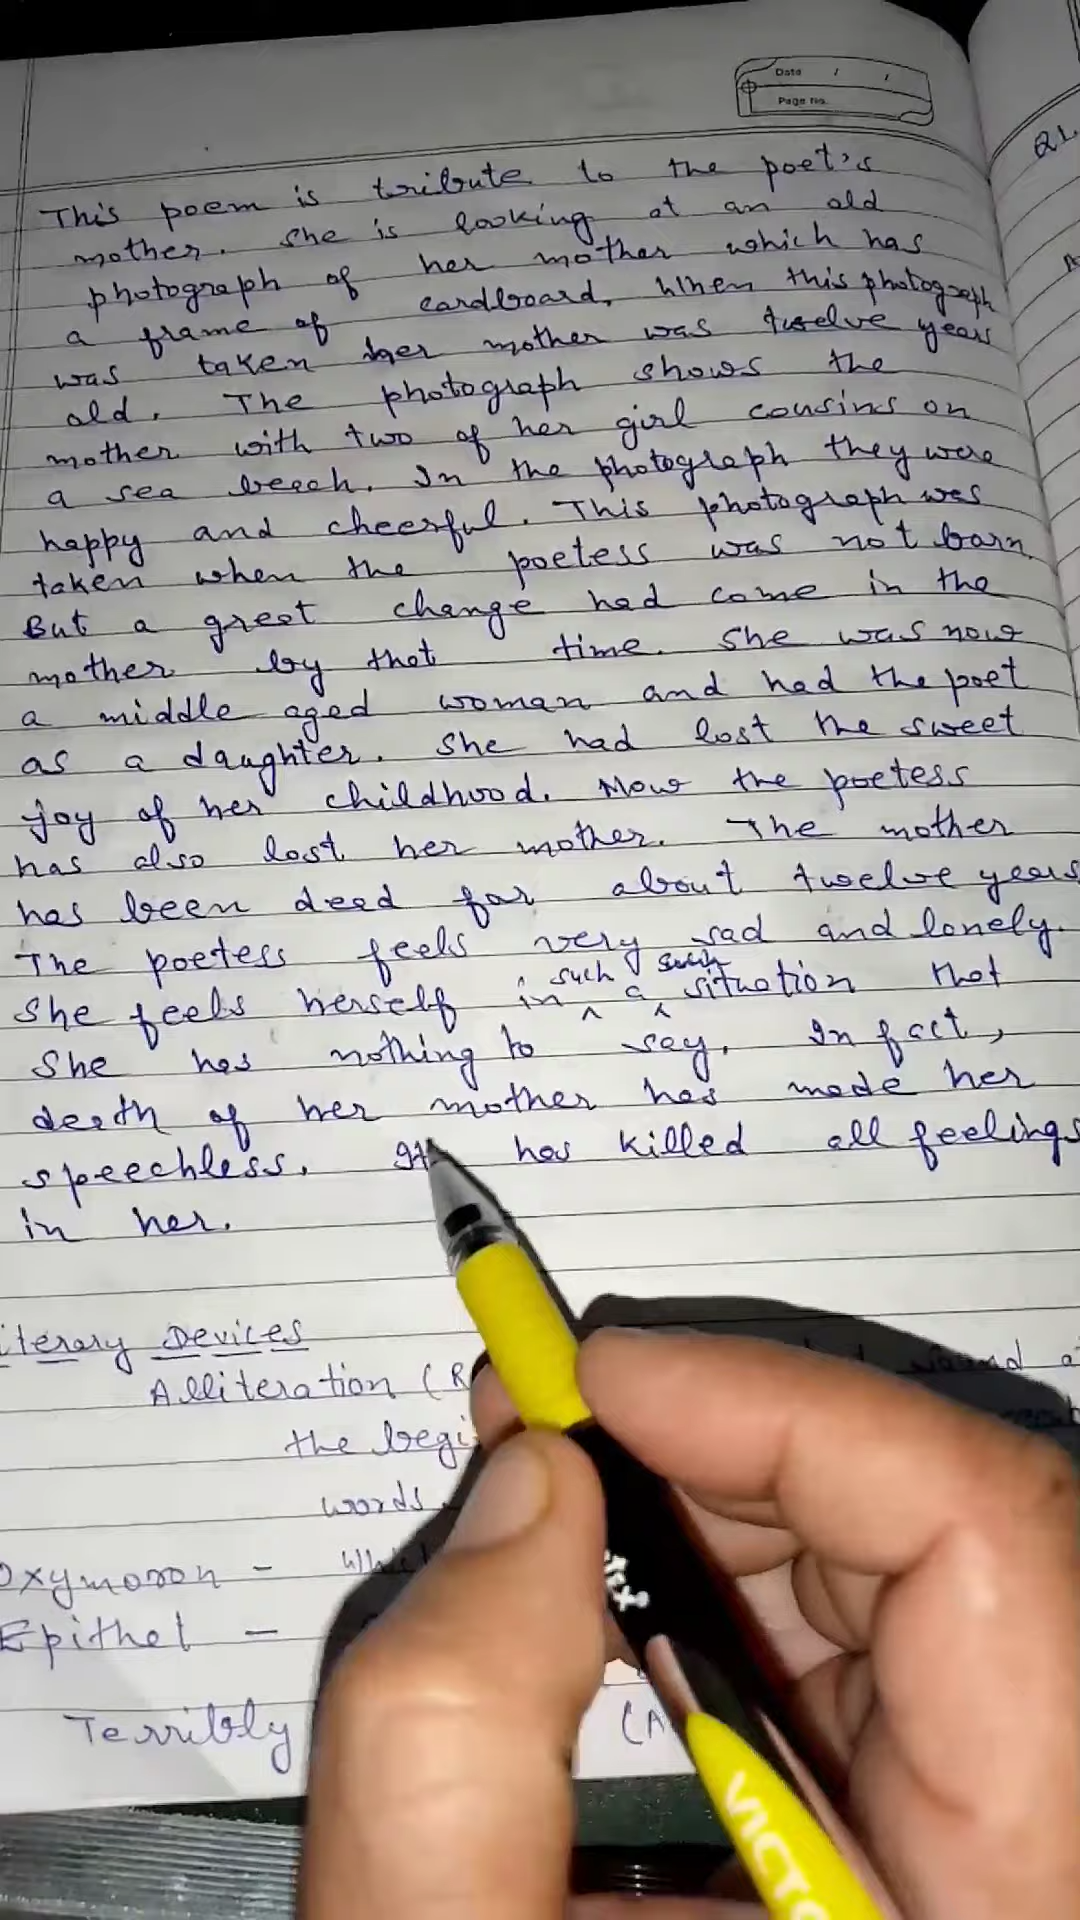 Date / /
Page No.
Q1.
This poem is tribute to the poet's
mother. She is looking at an old
photograph of her mother which has
a frame of cardboard. When this photograph
was taken her mother was twelve years
old. The photograph shows the
mother with two of her girl cousins on
a sea beach. In the photograph they were
happy and cheerful. This photograph was
taken when the poetess was not born.
But a great change had come in the
mother by that time. She was now
a middle aged woman and had the poet
as a daughter. She had lost the sweet
joy of her childhood. Now the poetess
has also lost her mother. The mother
has been dead for about twelve years
The poetess feels very sad and lonely.
such such
She feels herself in a situation that
She has nothing to say. In fact,
death of her mother has made her
speechless. It has killed all feelings
in her.
iterary Devices
Alliteration (R
the begi
words.
Oxymoron -
Epithet -
Terribly (A
VICTO